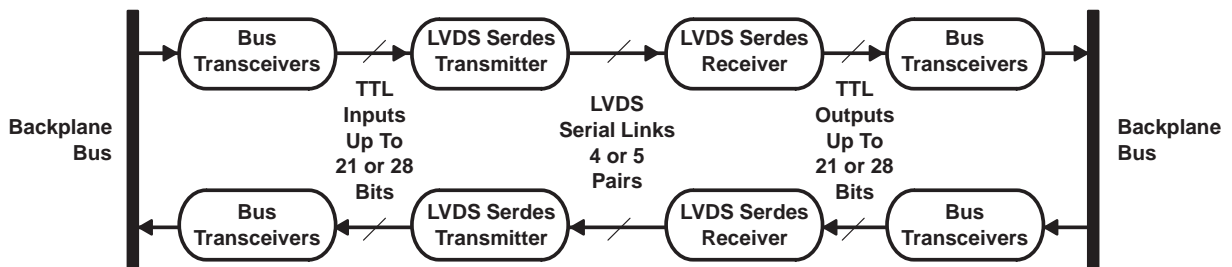 Bus
Transceivers
LVDS Serdes
Transmitter
LVDS Serdes
Receiver
Bus
Transceivers
Backplane
Bus
TTL
Inputs
Up To
21 or 28
Bits
LVDS
Serial Links
4 or 5
Pairs
TTL
Outputs
Up To
21 or 28
Bits
Backplane
Bus
Bus
Transceivers
LVDS Serdes
Transmitter
LVDS Serdes
Receiver
Bus
Transceivers